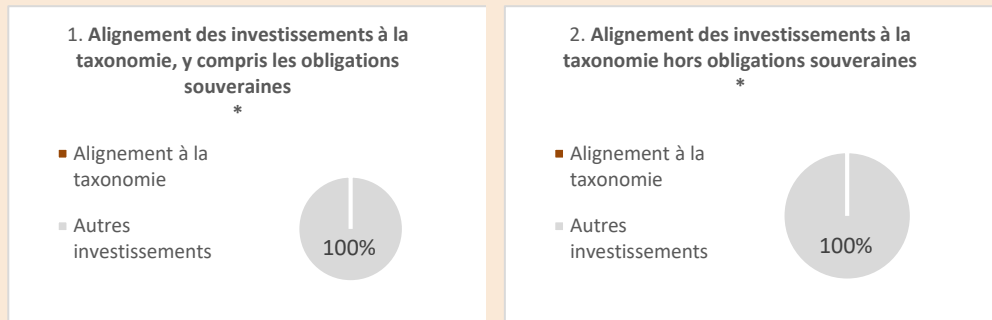 1. Alignement des investissements à la
taxonomie, y compris les obligations
souveraines
*
Alignement à la
taxonomie
Autres
investissements
100%
2. Alignement des investissements à la
taxonomie hors obligations souveraines
*
Alignement à la
taxonomie
Autres
investissements
100%